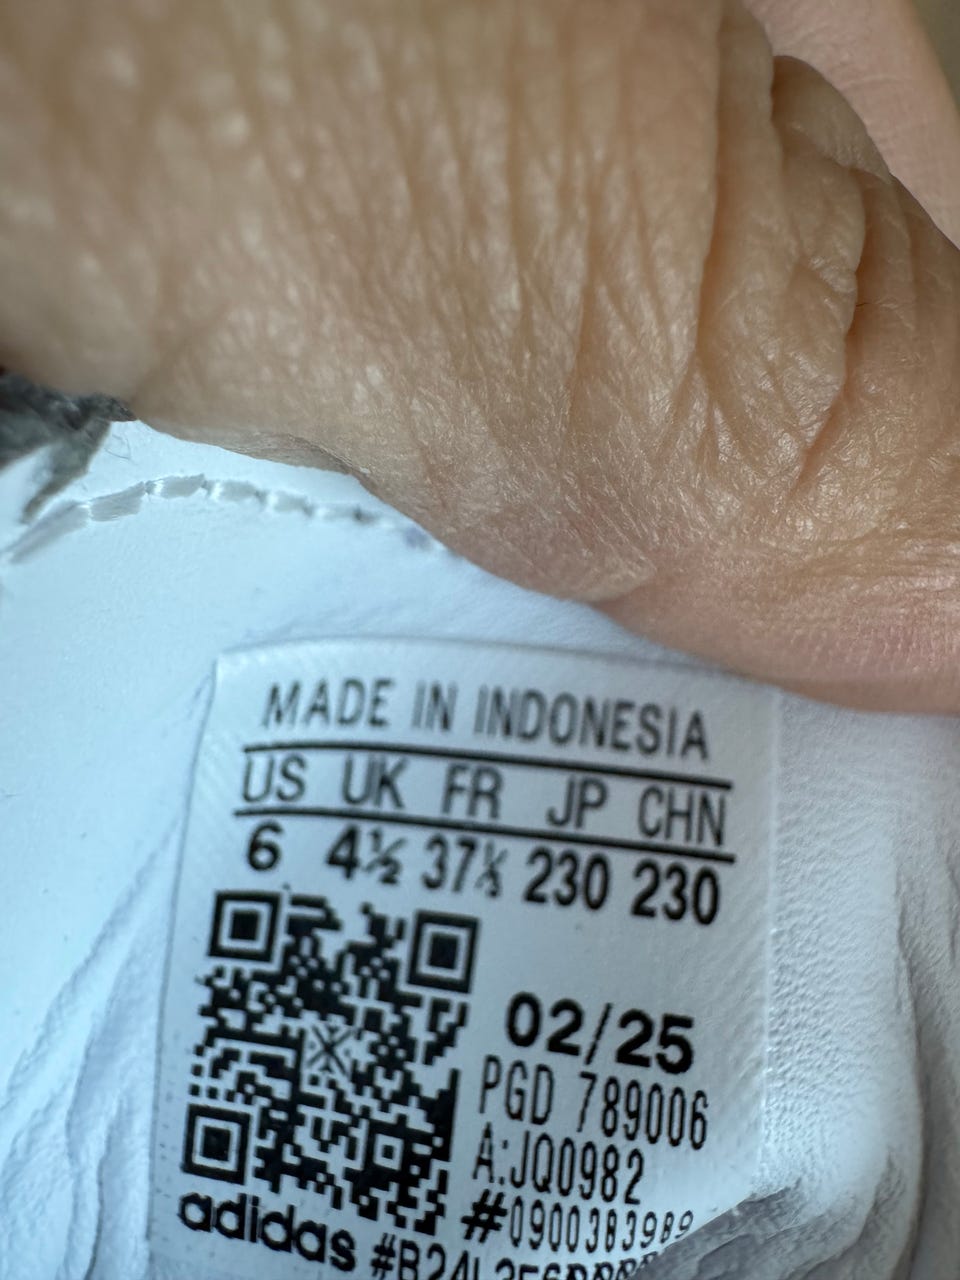 MADE IN INDONESIA
US UK FR JP CHN
6 4½ 37⅓ 230 230
02/25
PGD 789006
A:JQ0982
#0900383989
adidas